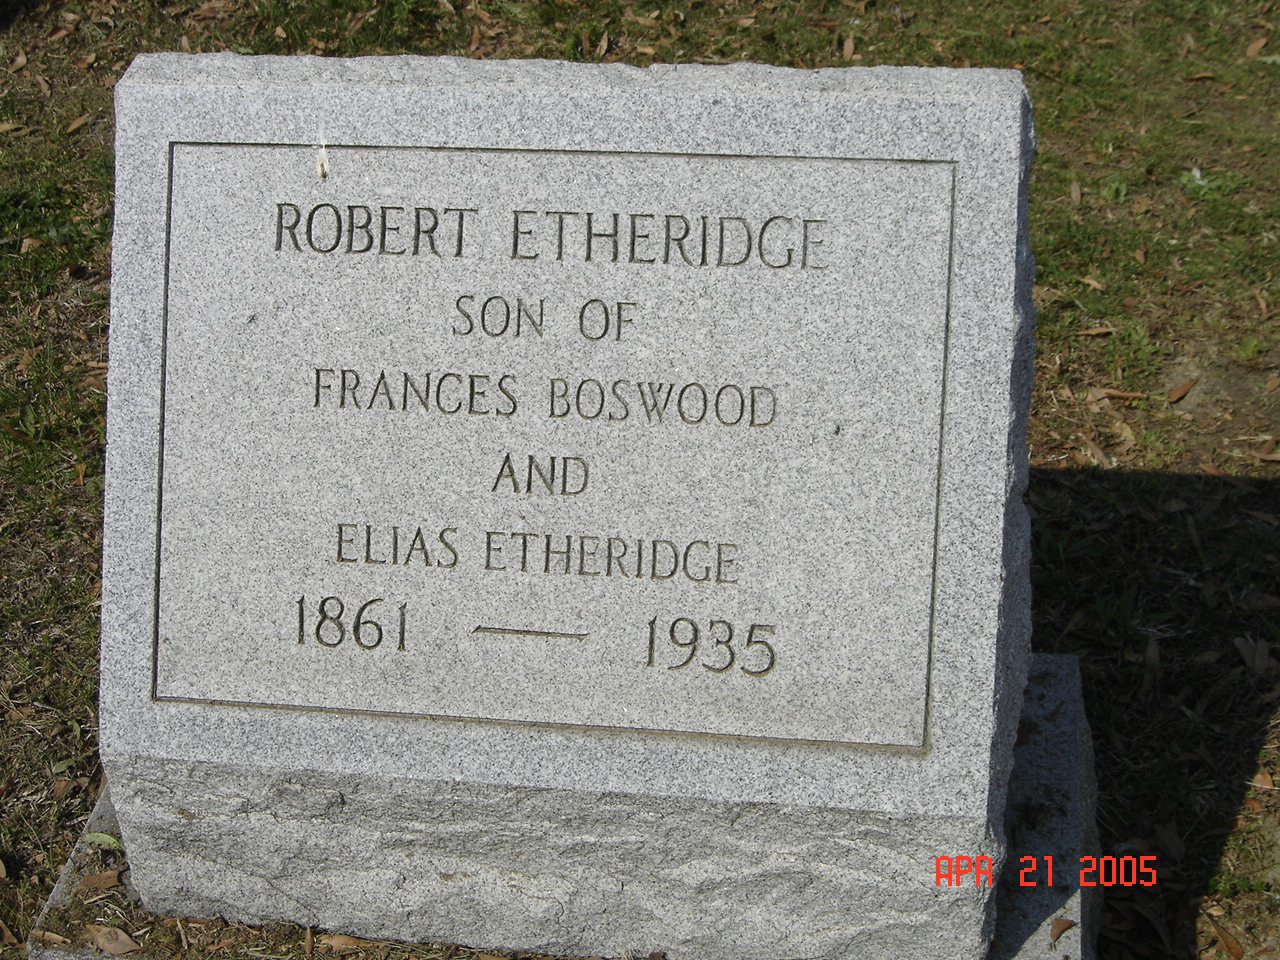 ROBERT ETHERIDGE
SON OF
FRANCES BOSWOOD
AND
ELIAS ETHERIDGE
1861 — 1935
APR 21 2005